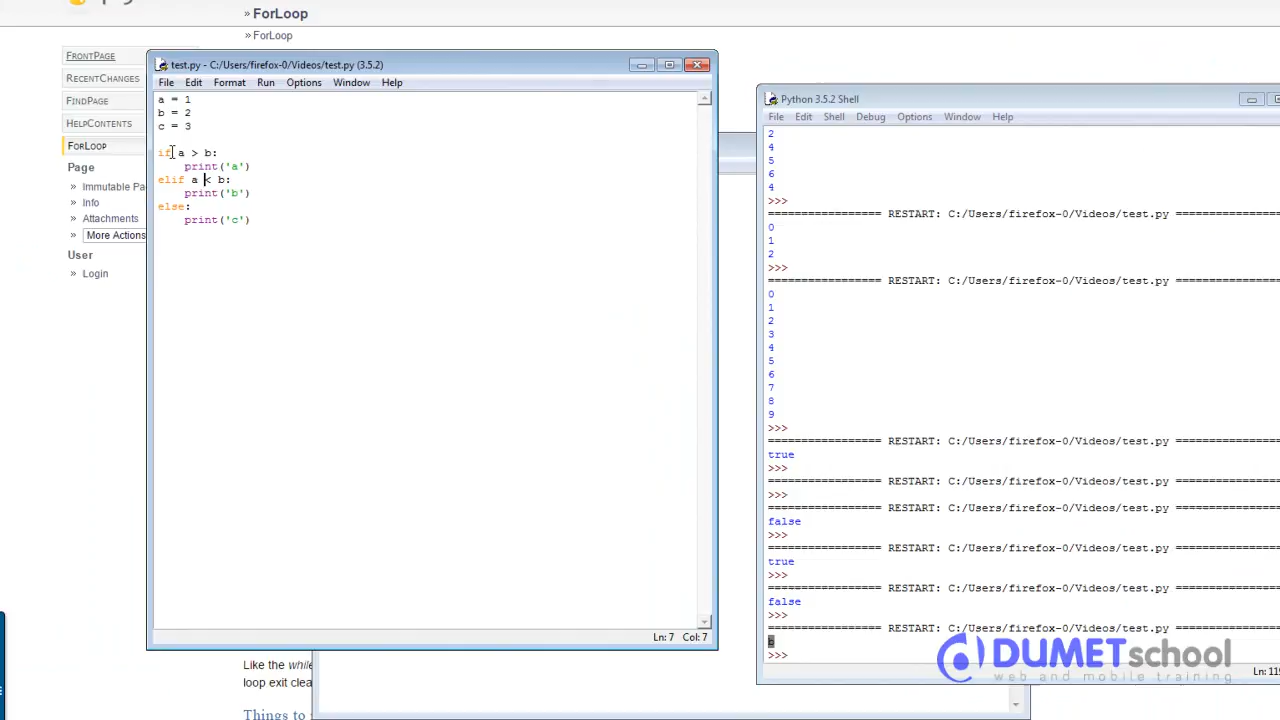 » ForLoop
» ForLoop
FRONTPAGE
RECENTCHANGES
FINDPAGE
HELPCONTENTS
FORLOOP
Page
» Immutable Pa
» Info
» Attachments
» More Actions
User
» Login
test.py - C:/Users/firefox-0/Videos/test.py (3.5.2)
File Edit Format Run Options Window Help
a = 1
b = 2
c = 3
if a > b:
print('a')
elif a < b:
print('b')
else:
print('c')
Ln: 7 Col: 7
Python 3.5.2 Shell
File Edit Shell Debug Options Window Help
2
4
5
6
4
>>>
================= RESTART: C:/Users/firefox-0/Videos/test.py ================
0
1
2
>>>
================= RESTART: C:/Users/firefox-0/Videos/test.py ================
0
1
2
3
4
5
6
7
8
9
>>>
================= RESTART: C:/Users/firefox-0/Videos/test.py ================
true
>>>
================= RESTART: C:/Users/firefox-0/Videos/test.py ================
>>>
================= RESTART: C:/Users/firefox-0/Videos/test.py ================
false
>>>
================= RESTART: C:/Users/firefox-0/Videos/test.py ================
true
>>>
================= RESTART: C:/Users/firefox-0/Videos/test.py ================
false
>>>
================= RESTART: C:/Users/firefox-0/Videos/test.py ================
b
>>>
Ln: 119
Like the while
loop exit clea
Things to
DUMETschool
web and mobile training